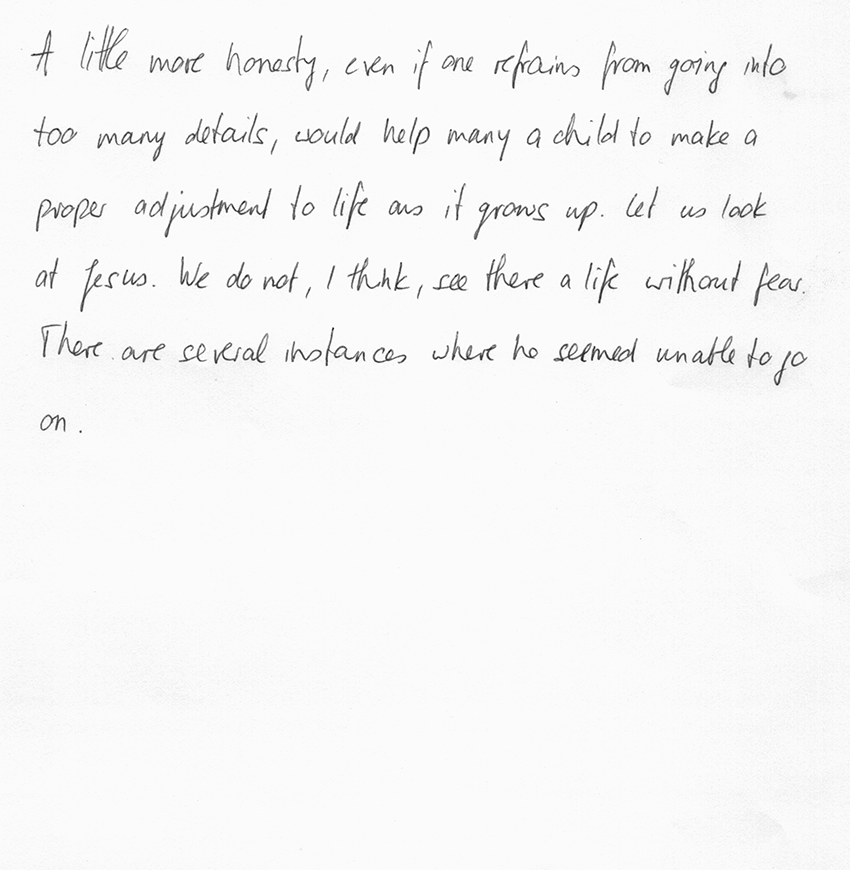 A little more honesty, even if one refrains from going into
too many details, would help many a child to make a
proper adjustment to life as it grows up. Let us look
at Jesus. We do not, I think, see there a life without fear.
There are several instances where he seemed unable to go
on.